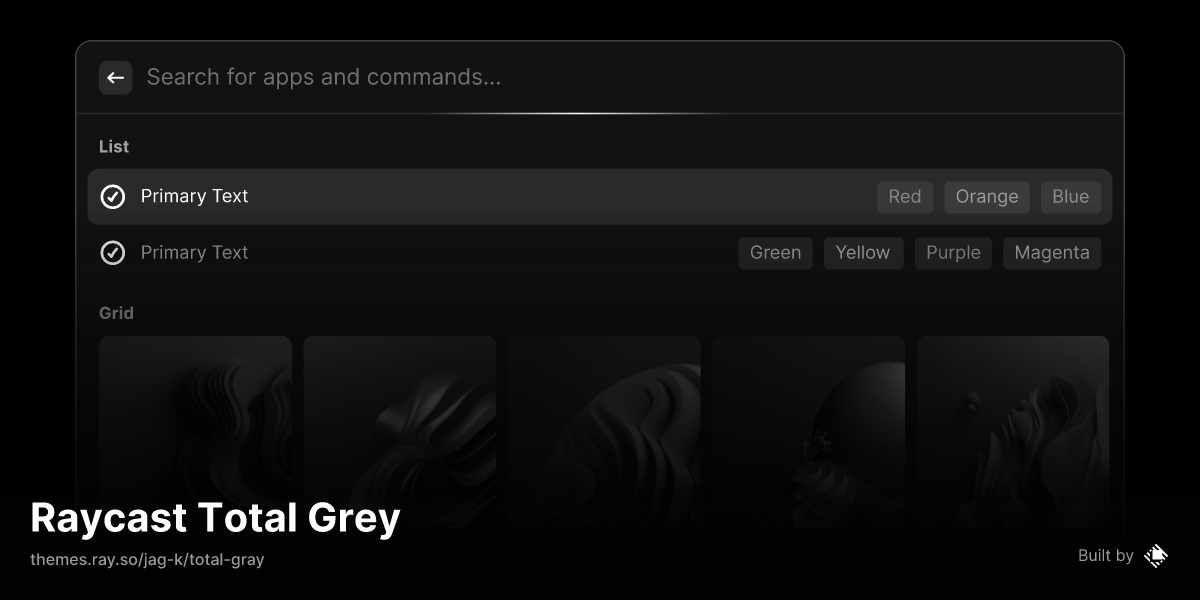 Search for apps and commands...
List
Primary Text Red Orange Blue
Primary Text Green Yellow Purple Magenta
Grid
Raycast Total Grey
themes.ray.so/jag-k/total-gray
Built by